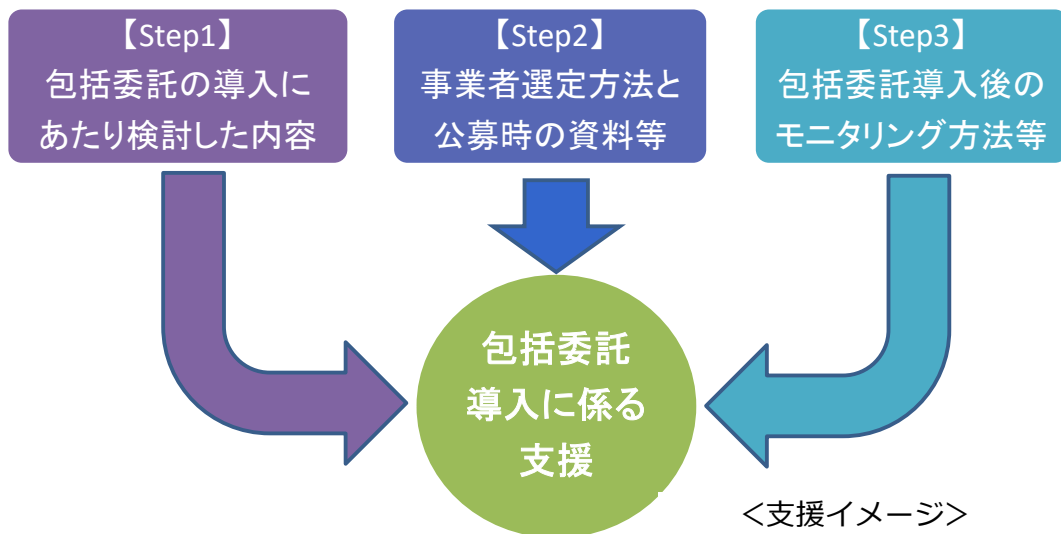 【Step1】
包括委託の導入に
あたり検討した内容
【Step2】
事業者選定方法と
公募時の資料等
【Step3】
包括委託導入後の
モニタリング方法等
包括委託
導入に係る
支援
＜支援イメージ＞